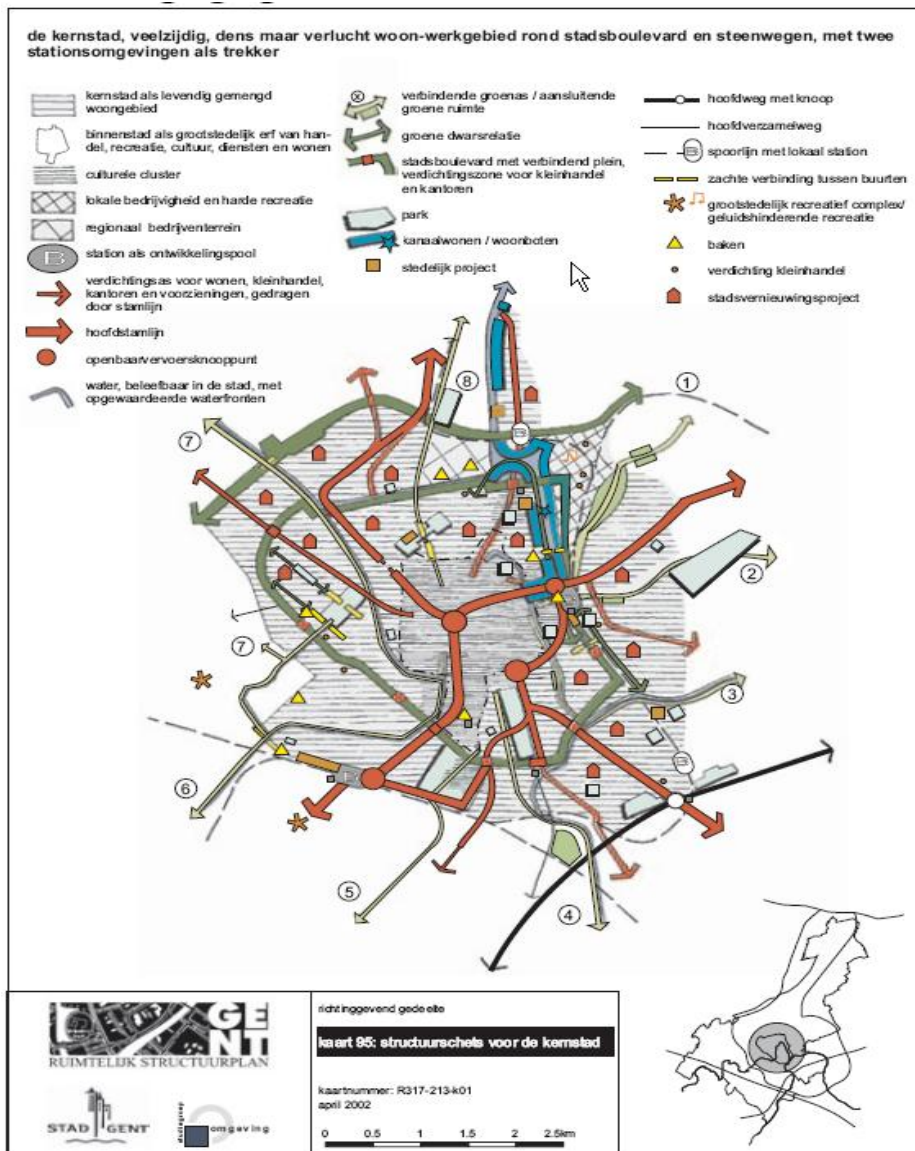 de kernstad, veelzijdig, dens maar verlucht woon-werkgebied rond stadsboulevard en steenwegen, met twee
stationsomgevingen als trekker
kernstad als levendig gemengd
woongebied
binnenstad als grootstedelijk erf van han-
del, recreatie, cultuur, diensten en wonen
culturele cluster
lokale bedrijvigheid en harde recreatie
regionaal bedrijventerrein
B
station als ontwikkelingspool
verdichtingsas voor wonen, kleinhandel,
kantoren en voorzieningen, gedragen
door stamlijn
hoofdstamlijn
openbaarvervoersknooppunt
water, beleefbaar in de stad, met
opgewaardeerde waterfronten
verbindende groenas / aansluitende
groene ruimte
groene dwarsrelatie
stadsboulevard met verbindend plein,
verdichtingszone voor kleinhandel
en kantoren
park
kanaalwonen / woonboten
stedelijk project
hoofdweg met knoop
hoofdverzamelweg
B
spoorlijn met lokaal station
zachte verbinding tussen buurten
grootstedelijk recreatief complex/
geluidshinderende recreatie
baken
verdichting kleinhandel
stadsvernieuwingsproject
8
1
7
B
2
7
3
B
6
B
5
4
GE
NT
RUIMTELIJK STRUCTUURPLAN
STAD GENT
studiegroep
omgeving
richtinggevend gedeelte
kaart 95: structuurschets voor de kernstad
kaartnummer: R317-213-k01
april 2002
0 0.5 1 1.5 2 2.5km